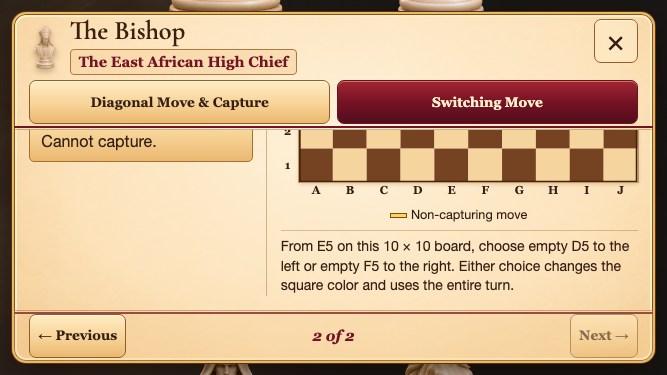 The Bishop
The East African High Chief
×
Diagonal Move & Capture
Switching Move
Cannot capture.
2
1
A B C D E F G H I J
Non-capturing move
From E5 on this 10 × 10 board, choose empty D5 to the
left or empty F5 to the right. Either choice changes the
square color and uses the entire turn.
← Previous
2 of 2
Next →